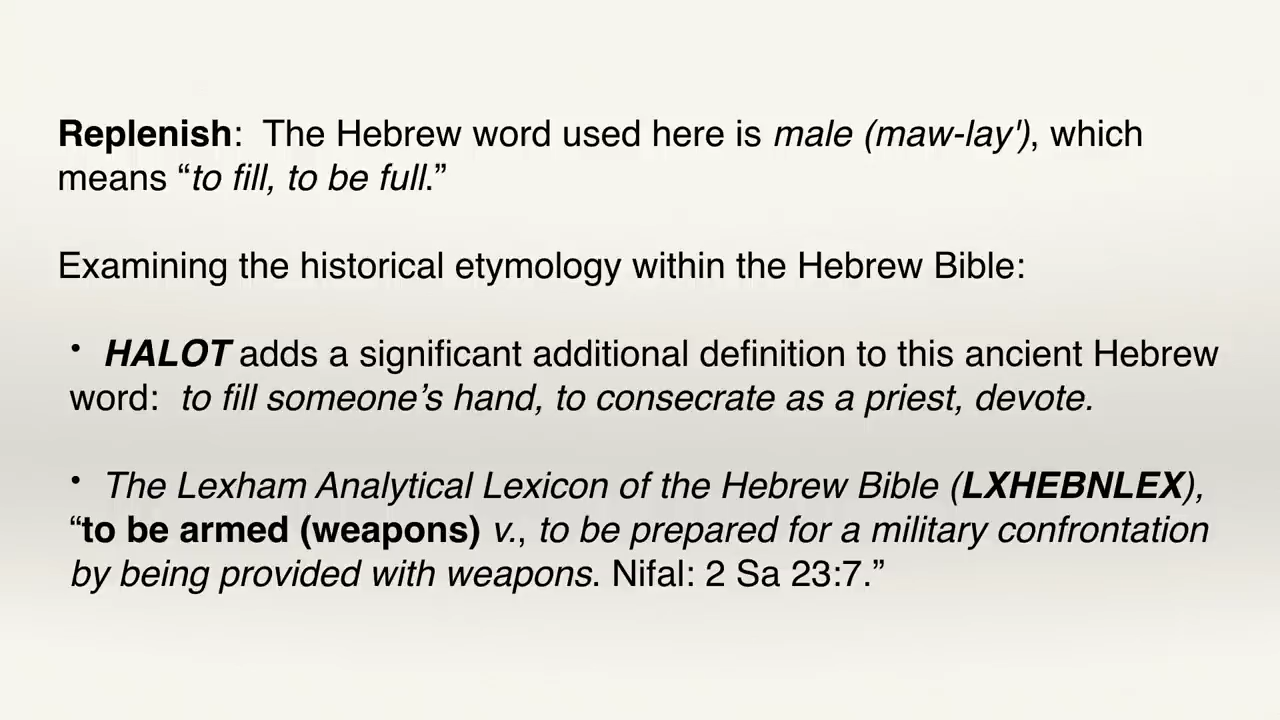 Replenish:  The Hebrew word used here is male (maw-lay'), which
means “to fill, to be full.”
Examining the historical etymology within the Hebrew Bible:
• HALOT adds a significant additional definition to this ancient Hebrew
word:  to fill someone’s hand, to consecrate as a priest, devote.
• The Lexham Analytical Lexicon of the Hebrew Bible (LXHEBNLEX),
“to be armed (weapons) v., to be prepared for a military confrontation
by being provided with weapons. Nifal: 2 Sa 23:7.”